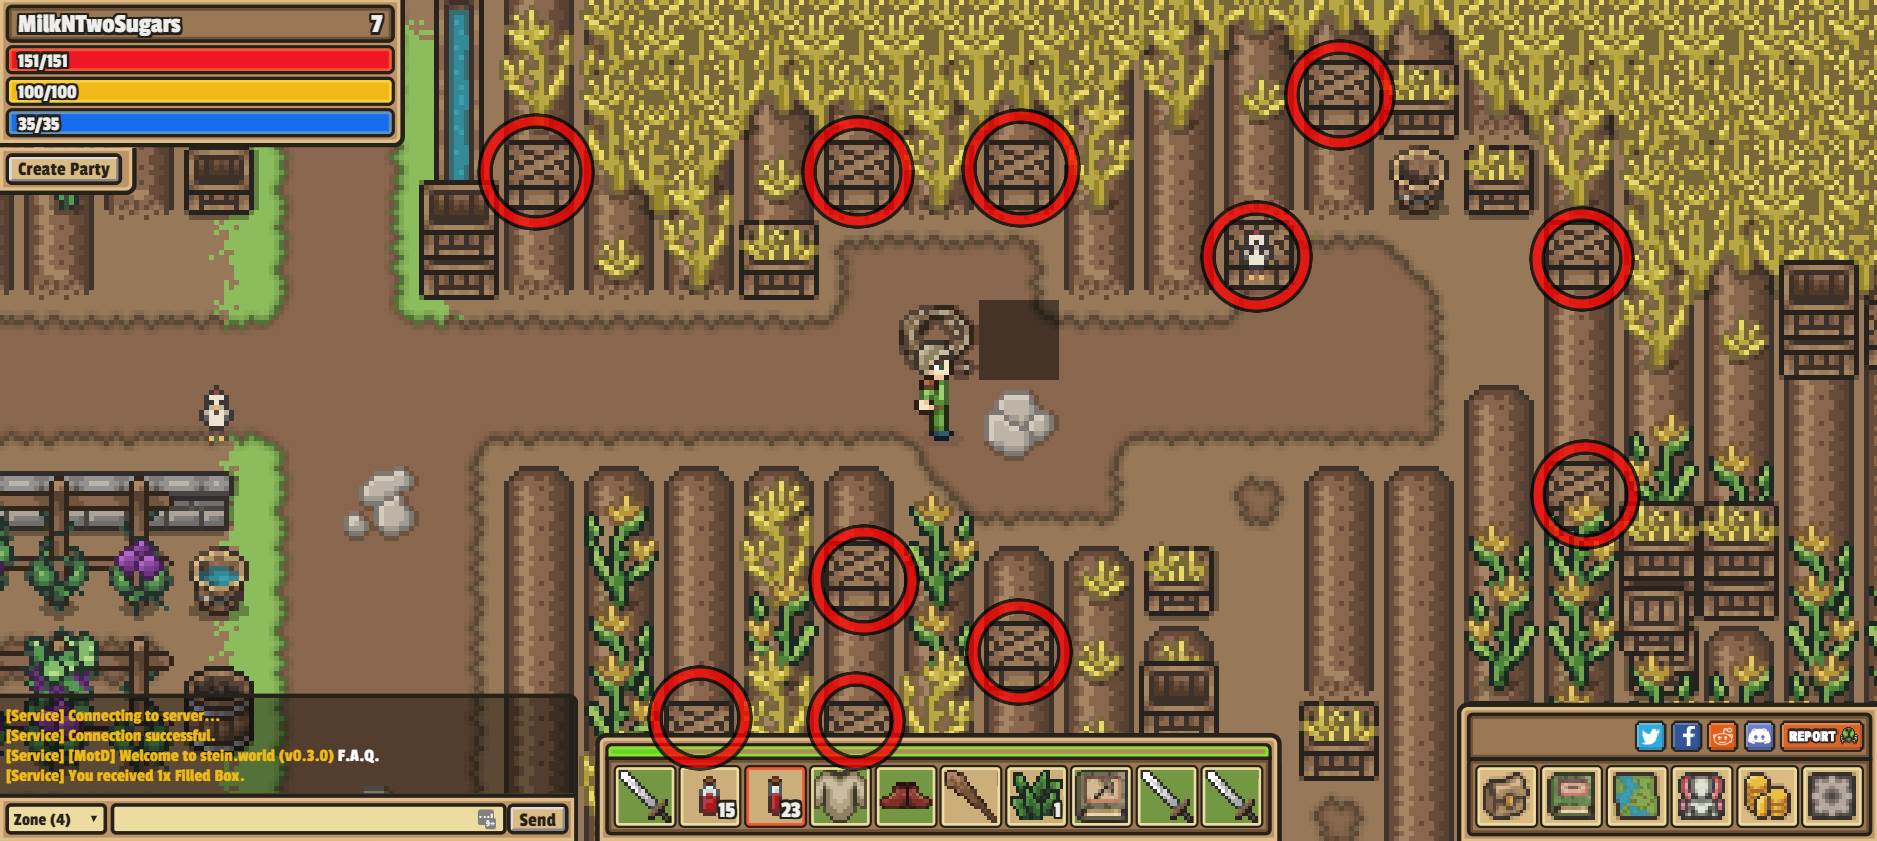 MilkNTwoSugars 7
151/151
100/100
35/35
Create Party
[Service] Connecting to server...
[Service] Connection successful.
[Service] [MotD] Welcome to stein.world (v0.3.0) F.A.Q.
[Service] You received 1x Filled Box.
Zone (4)
Send
15 23 1
REPORT